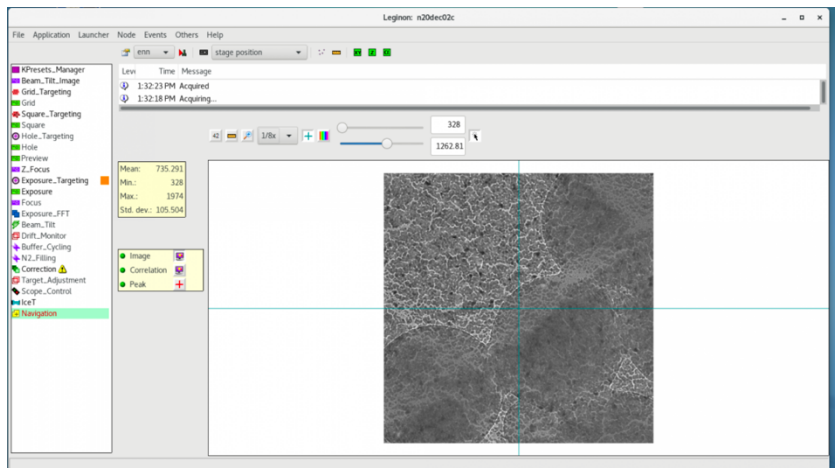 Leginon: n20dec02c
File Application Launcher Node Events Others Help
enn stage position
KPresets_Manager
Beam_Tilt_Image
Grid_Targeting
Grid
Square_Targeting
Square
Hole_Targeting
Hole
Preview
Z_Focus
Exposure_Targeting
Exposure
Focus
Exposure_FFT
Beam_Tilt
Drift_Monitor
Buffer_Cycling
N2_Filling
Correction
Target_Adjustment
Scope_Control
IceT
Navigation
Levi Time Message
1:32:23 PM Acquired
1:32:18 PM Acquiring...
42 1/8x 328
1262.81
Mean: 735.291
Min.: 328
Max.: 1974
Std. dev.: 105.504
Image
Correlation
Peak